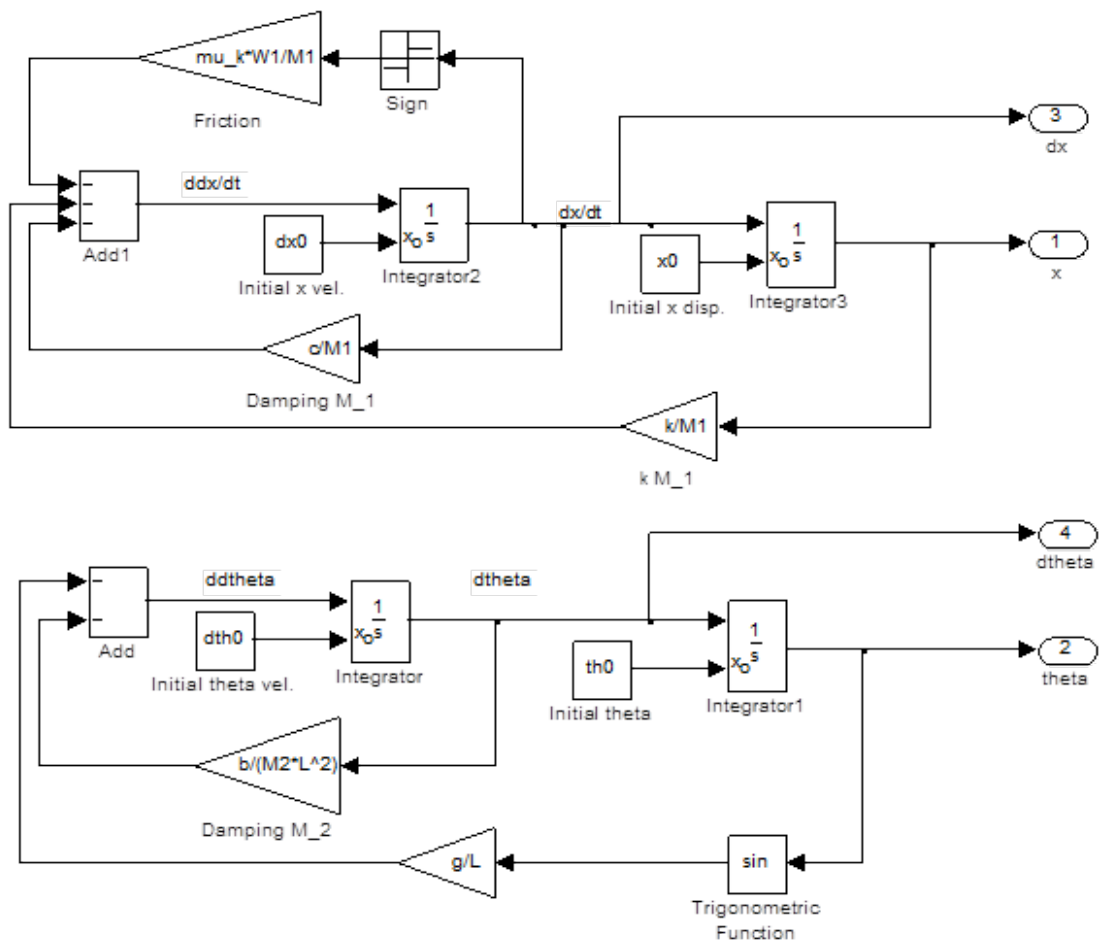 mu_k*W1/M1
Friction
Sign
3
dx
ddx/dt
dx/dt
−
−
−
Add1
dx0
Initial x vel.
1
s
xo
Integrator2
x0
Initial x disp.
1
s
xo
Integrator3
1
x
c/M1
Damping M_1
k/M1
k M_1
4
dtheta
ddtheta
dtheta
−
−
Add
dth0
Initial theta vel.
1
s
xo
Integrator
th0
Initial theta
1
s
xo
Integrator1
2
theta
b/(M2*L^2)
Damping M_2
g/L
sin
Trigonometric
Function